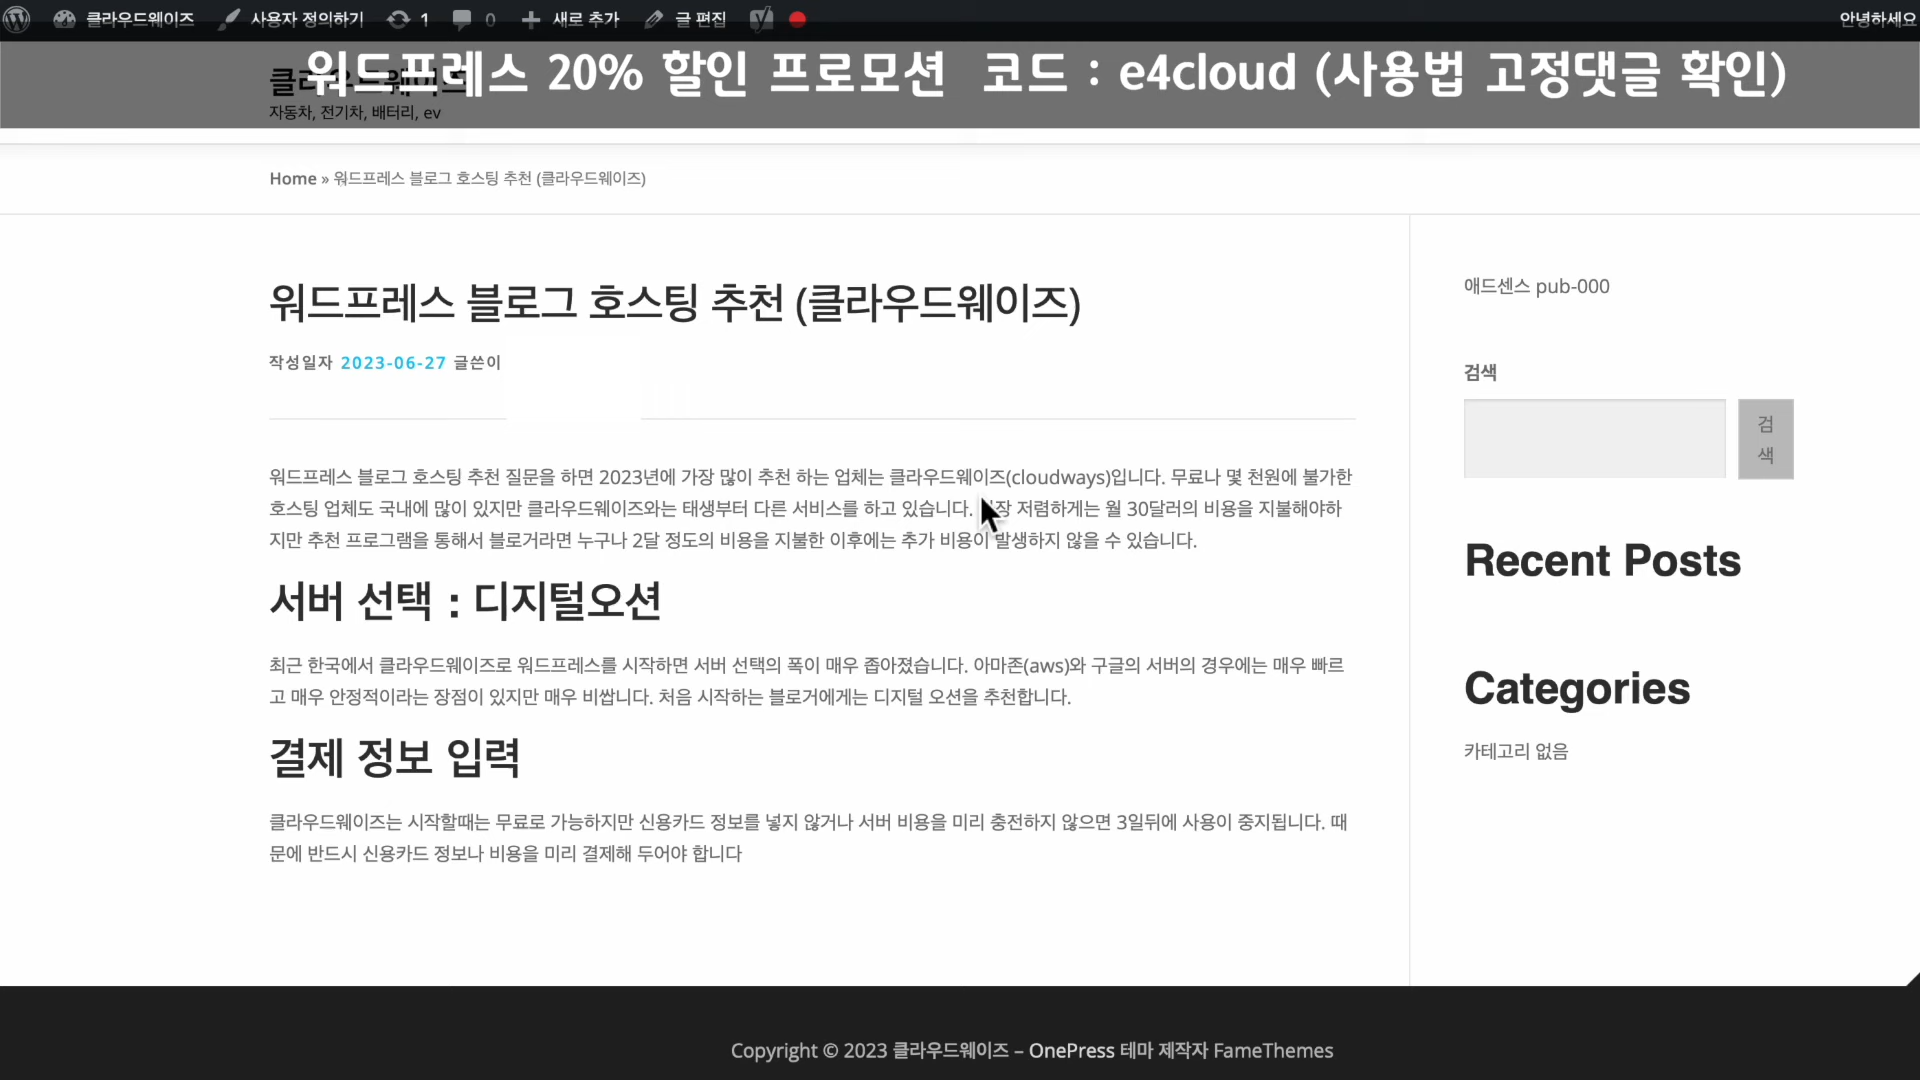 클라우드웨이즈 사용자 정의하기 1 0 새로 추가 글 편집 안녕하세요
워드프레스 20% 할인 프로모션 코드 : e4cloud (사용법 고정댓글 확인)
자동차, 전기차, 배터리, ev
Home » 워드프레스 블로그 호스팅 추천 (클라우드웨이즈)
워드프레스 블로그 호스팅 추천 (클라우드웨이즈)
작성일자 2023-06-27 글쓴이
워드프레스 블로그 호스팅 추천 질문을 하면 2023년에 가장 많이 추천 하는 업체는 클라우드웨이즈(cloudways)입니다. 무료나 몇 천원에 불가한
호스팅 업체도 국내에 많이 있지만 클라우드웨이즈와는 태생부터 다른 서비스를 하고 있습니다. 저렴하게는 월 30달러의 비용을 지불해야하
지만 추천 프로그램을 통해서 블로거라면 누구나 2달 정도의 비용을 지불한 이후에는 추가 비용이 발생하지 않을 수 있습니다.
서버 선택 : 디지털오션
최근 한국에서 클라우드웨이즈로 워드프레스를 시작하면 서버 선택의 폭이 매우 좁아졌습니다. 아마존(aws)와 구글의 서버의 경우에는 매우 빠르
고 매우 안정적이라는 장점이 있지만 매우 비쌉니다. 처음 시작하는 블로거에게는 디지털 오션을 추천합니다.
결제 정보 입력
클라우드웨이즈는 시작할때는 무료로 가능하지만 신용카드 정보를 넣지 않거나 서버 비용을 미리 충전하지 않으면 3일뒤에 사용이 중지됩니다. 때
문에 반드시 신용카드 정보나 비용을 미리 결제해 두어야 합니다
애드센스 pub-000
검색
검
색
Recent Posts
Categories
카테고리 없음
Copyright © 2023 클라우드웨이즈 – OnePress 테마 제작자 FameThemes